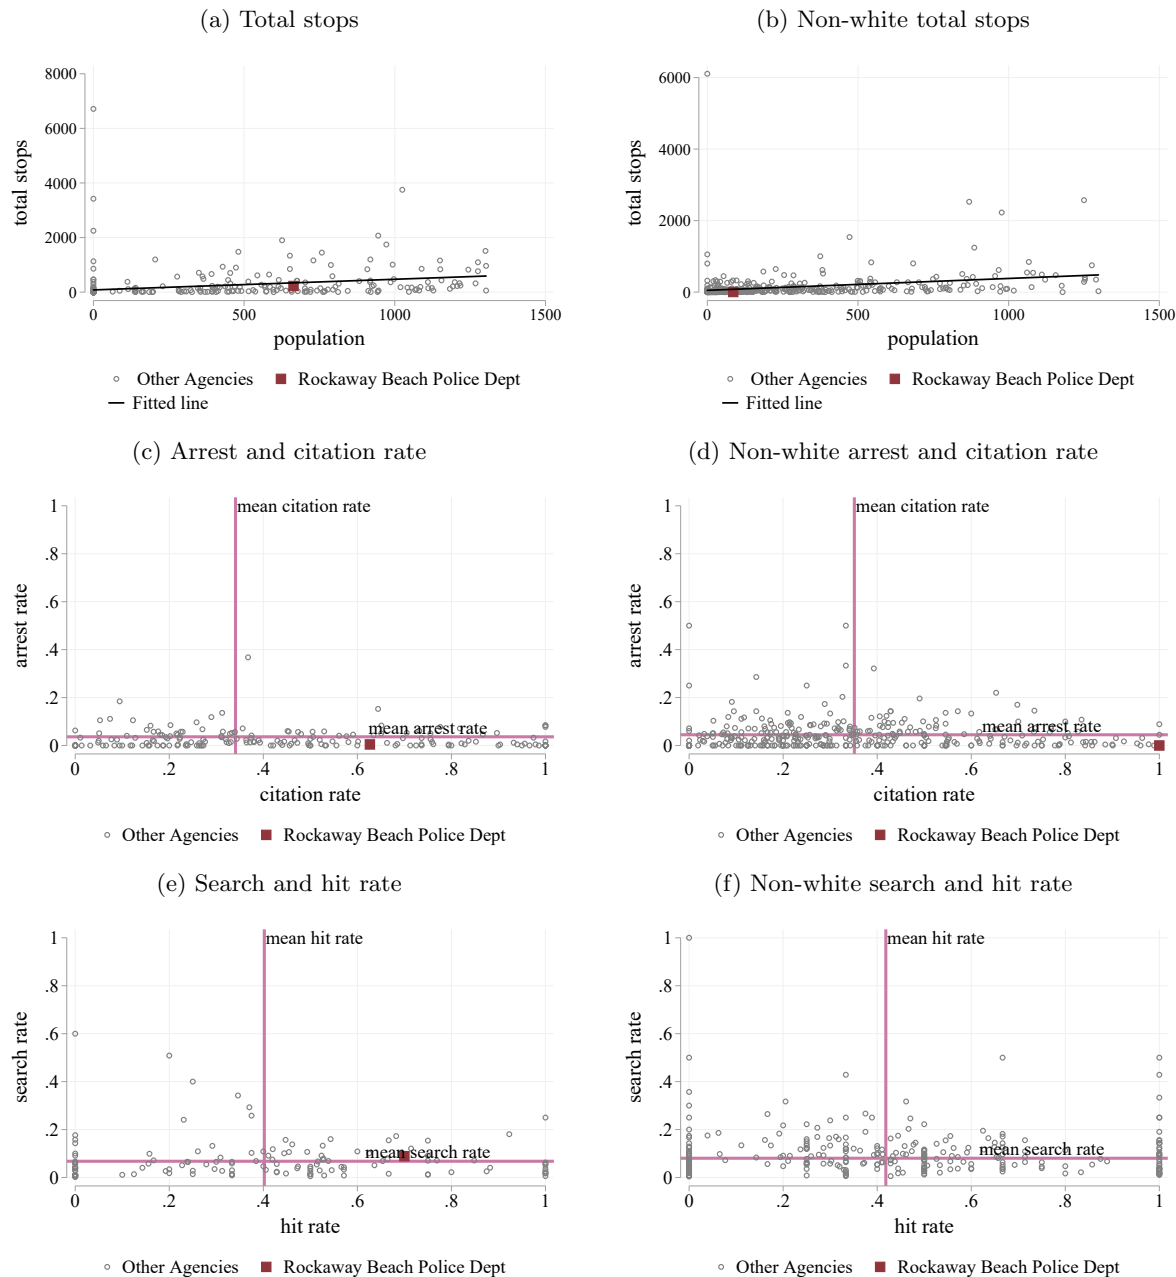 (a) Total stops
(b) Non-white total stops
8000
6000
4000
2000
0
total stops
0 500 1000 1500
population
Other Agencies Rockaway Beach Police Dept
Fitted line
6000
4000
2000
0
total stops
0 500 1000 1500
population
Other Agencies Rockaway Beach Police Dept
Fitted line
(c) Arrest and citation rate
(d) Non-white arrest and citation rate
1
.8
.6
.4
.2
0
arrest rate
mean citation rate
mean arrest rate
0 .2 .4 .6 .8 1
citation rate
Other Agencies Rockaway Beach Police Dept
1
.8
.6
.4
.2
0
arrest rate
mean citation rate
mean arrest rate
0 .2 .4 .6 .8 1
citation rate
Other Agencies Rockaway Beach Police Dept
(e) Search and hit rate
(f) Non-white search and hit rate
1
.8
.6
.4
.2
0
search rate
mean hit rate
mean search rate
0 .2 .4 .6 .8 1
hit rate
Other Agencies Rockaway Beach Police Dept
1
.8
.6
.4
.2
0
search rate
mean hit rate
mean search rate
0 .2 .4 .6 .8 1
hit rate
Other Agencies Rockaway Beach Police Dept